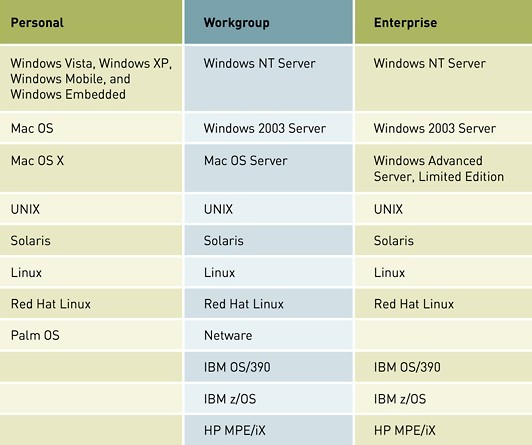 Personal Workgroup Enterprise
Windows Vista, Windows XP, Windows NT Server Windows NT Server
Windows Mobile, and
Windows Embedded
Mac OS Windows 2003 Server Windows 2003 Server
Mac OS X Mac OS Server Windows Advanced
Server, Limited Edition
UNIX UNIX UNIX
Solaris Solaris Solaris
Linux Linux Linux
Red Hat Linux Red Hat Linux Red Hat Linux
Palm OS Netware
IBM OS/390 IBM OS/390
IBM z/OS IBM z/OS
HP MPE/iX HP MPE/iX